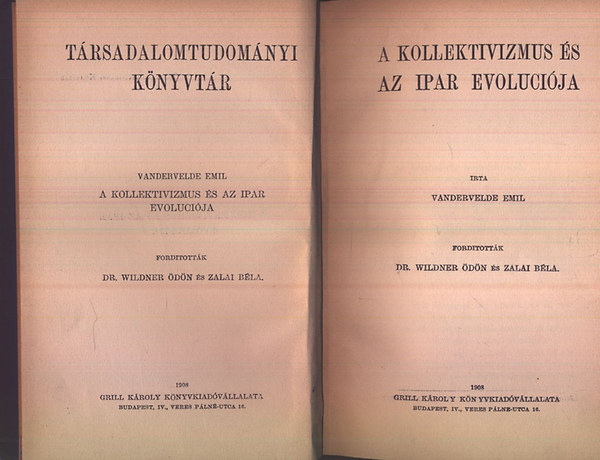 TÁRSADALOMTUDOMÁNYI
KÖNYVTÁR
VANDERVELDE EMIL
A KOLLEKTIVIZMUS ÉS AZ IPAR
EVOLUCIÓJA
FORDITOTTÁK
DR. WILDNER ÖDÖN ÉS ZALAI BÉLA.
1908
GRILL KÁROLY KÖNYVKIADÓVÁLLALATA
BUDAPEST, IV., VERES PÁLNÉ-UTCA 16.
A KOLLEKTIVIZMUS ÉS
AZ IPAR EVOLUCIÓJA
IRTA
VANDERVELDE EMIL
FORDITOTTÁK
DR. WILDNER ÖDÖN ÉS ZALAI BÉLA.
1908
GRILL KÁROLY KÖNYVKIADÓVÁLLALATA
BUDAPEST, IV., VERES PÁLNÉ-UTCA 16.